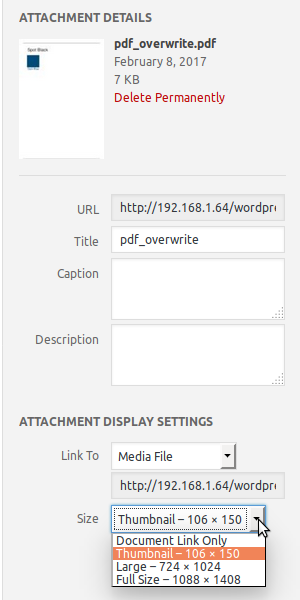 ATTACHMENT DETAILS
Spot Black
pdf_overwrite.pdf
February 8, 2017
7 KB
Delete Permanently
URL
http://192.168.1.64/wordpre
Title
pdf_overwrite
Caption
Description
ATTACHMENT DISPLAY SETTINGS
Link To
Media File
http://192.168.1.64/wordpre
Size
Thumbnail – 106 × 150
Document Link Only
Thumbnail – 106 × 150
Large – 724 × 1024
Full Size – 1088 × 1408